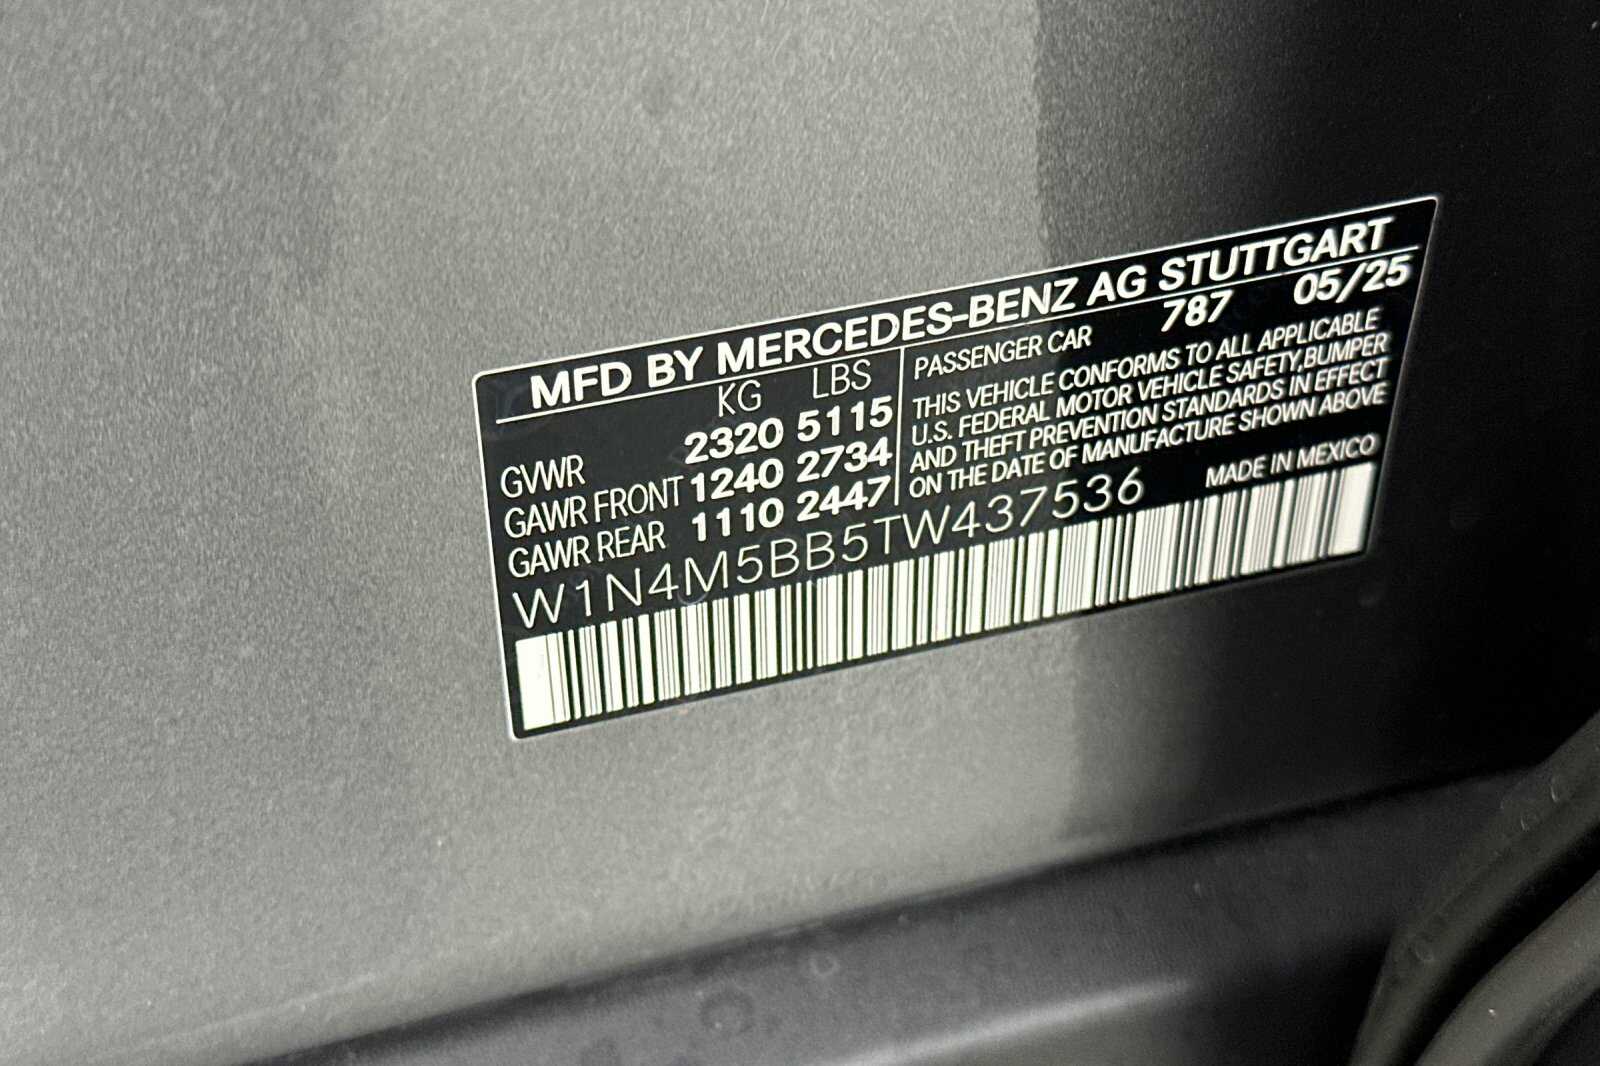 MFD BY MERCEDES-BENZ AG STUTTGART
KG LBS
GVWR 2320 5115
GAWR FRONT 1240 2734
GAWR REAR 1110 2447
PASSENGER CAR 787 05/25
THIS VEHICLE CONFORMS TO ALL APPLICABLE
U.S. FEDERAL MOTOR VEHICLE SAFETY,BUMPER
AND THEFT PREVENTION STANDARDS IN EFFECT
ON THE DATE OF MANUFACTURE SHOWN ABOVE
MADE IN MEXICO
W1N4M5BB5TW437536